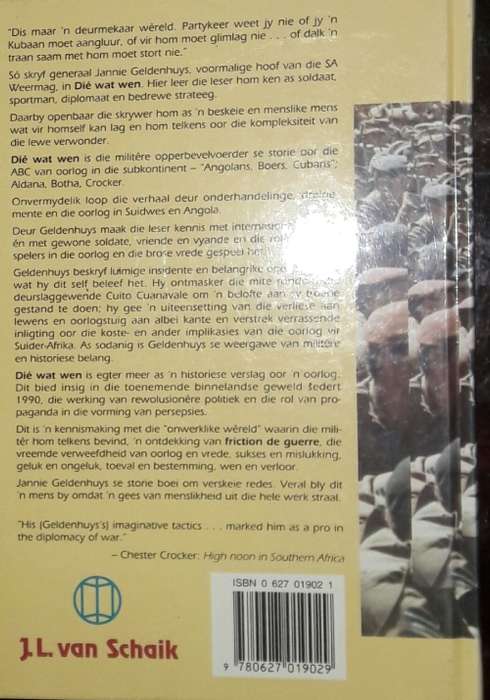 "Dis maar 'n deurmekaar wêreld. Partykeer weet jy nie of jy 'n
Kubaan moet aangluur, of vir hom moet glimlag nie . . . of dalk 'n
traan saam met hom moet stort nie."
Só skryf generaal Jannie Geldenhuys, voormalige hoof van die SA
Weermag, in Dié wat wen. Hier leer die leser hom ken as soldaat,
sportman, diplomaat en bedrewe strateeg.
Daarby openbaar die skrywer hom as 'n beskeie en menslike mens
wat vir homself kan lag en hom telkens oor die kompleksiteit van
die lewe verwonder.
Dié wat wen is die militêre opperbevelvoerder se storie oor die
ABC van oorlog in die subkontinent – "Angolans, Boers, Cubans";
Aldana, Botha, Crocker.
Onvermydelik loop die verhaal deur onderhandelinge,
mente en die oorlog in Suidwes en Angola.
Deur Geldenhuys maak die leser kennis met
én met gewone soldate, vriende en vyande en die
spelers in die oorlog en die brose vrede gespeel
Geldenhuys beskryf luimige insidente en belangrike
wat hy dit self beleef het. Hy ontmasker die mite
deurslaggewende Cuito Cuanavale om 'n belofte aan
gestand te doen; hy gee 'n uiteensetting van die verliese aan
lewens en oorlogstuig aan albei kante en verstrek verrassende
inligting oor die koste- en ander implikasies van die oorlog vir
Suider-Afrika. As sodanig is Geldenhuys se weergawe van militêre
en historiese belang.
Dié wat wen is egter meer as 'n historiese verslag oor 'n oorlog.
Dit bied insig in die toenemende binnelandse geweld sedert
1990, die werking van rewolusionêre politiek en die rol van pro-
paganda in die vorming van persepsies.
Dit is 'n kennismaking met die "onwerklike wêreld" waarin die mili-
têr hom telkens bevind, 'n ontdekking van friction de guerre, die
vreemde verweefdheid van oorlog en vrede, sukses en mislukking,
geluk en ongeluk, toeval en bestemming, wen en verloor.
Jannie Geldenhuys se storie boei om verskeie redes. Veral bly dit
'n mens by omdat 'n gees van menslikheid uit die hele werk straal.
"His (Geldenhuys's) imaginative tactics . . . marked him as a pro in
the diplomacy of war."
– Chester Crocker: High noon in Southern Africa
ISBN 0 627 01902 1
9 780627 019029
J.L. van Schaik